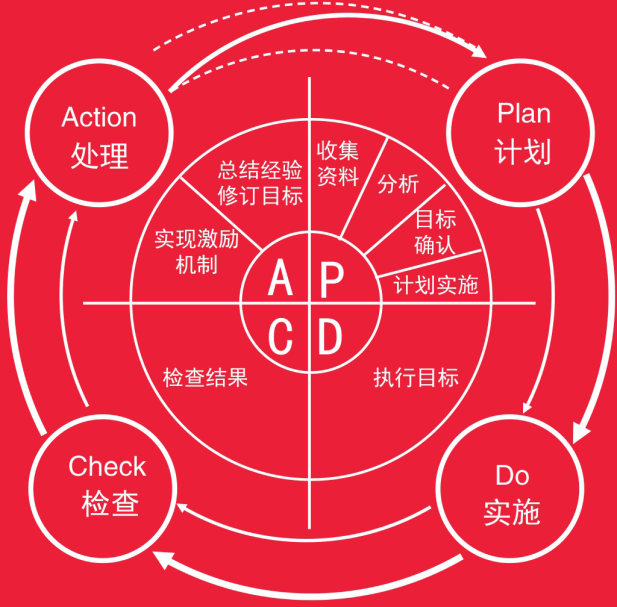 Action
处理
Plan
计划
总结经验
修订目标
收集
资料
分析
目标
确认
计划实施
实现激励
机制
A
P
C
D
检查结果
执行目标
Check
检查
Do
实施